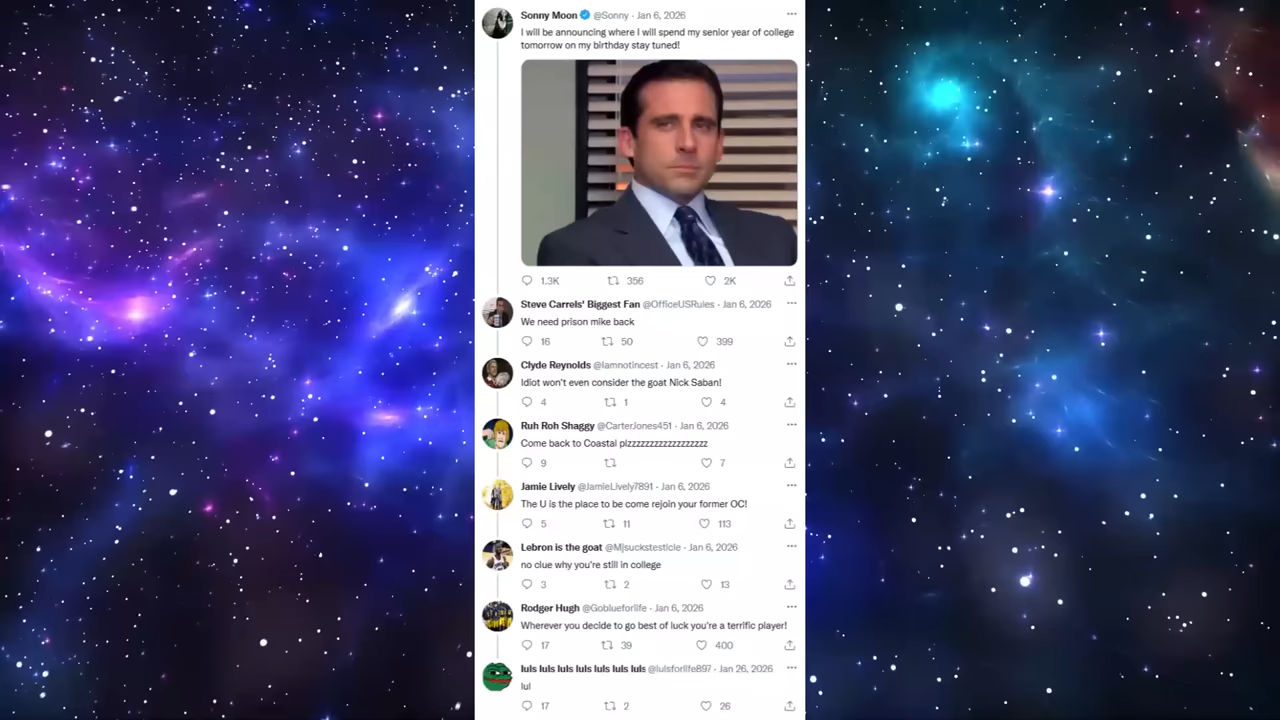 Sonny Moon @Sonny · Jan 6, 2026
I will be announcing where I will spend my senior year of college
tomorrow on my birthday stay tuned!
1.3K 356 2K
Steve Carrels' Biggest Fan @OfficeUSRules · Jan 6, 2026
We need prison mike back
16 50 399
Clyde Reynolds @Iamnotincest · Jan 6, 2026
Idiot won't even consider the goat Nick Saban!
4 1 4
Ruh Roh Shaggy @CarterJones451 · Jan 6, 2026
Come back to Coastal plzzzzzzzzzzzzzzzzzzz
9 7
Jamie Lively @JamieLively7891 · Jan 6, 2026
The U is the place to be come rejoin your former OC!
5 11 113
Lebron is the goat @Mjsuckstesticle · Jan 6, 2026
no clue why you're still in college
3 2 13
Rodger Hugh @Goblueforlife · Jan 6, 2026
Wherever you decide to go best of luck you're a terrific player!
17 39 400
luls luls luls luls luls luls luls @lulsforlife897 · Jan 26, 2026
lul
17 2 26